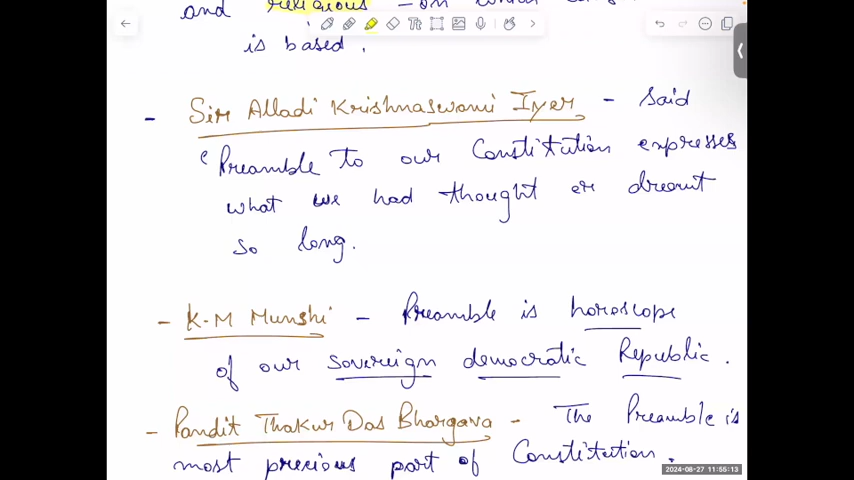 and religious - on which
is based.
- Sir Alladi Krishnaswami Iyer - said
' Preamble to our Constitution expresses
what we had thought or dreamt
so long.
- K.M Munshi - Preamble is horoscope
of our sovereign democratic Republic.
- Pandit Thakur Das Bhargava - The Preamble is
most precious part of Constitution.
2024-08-27 11:55:13